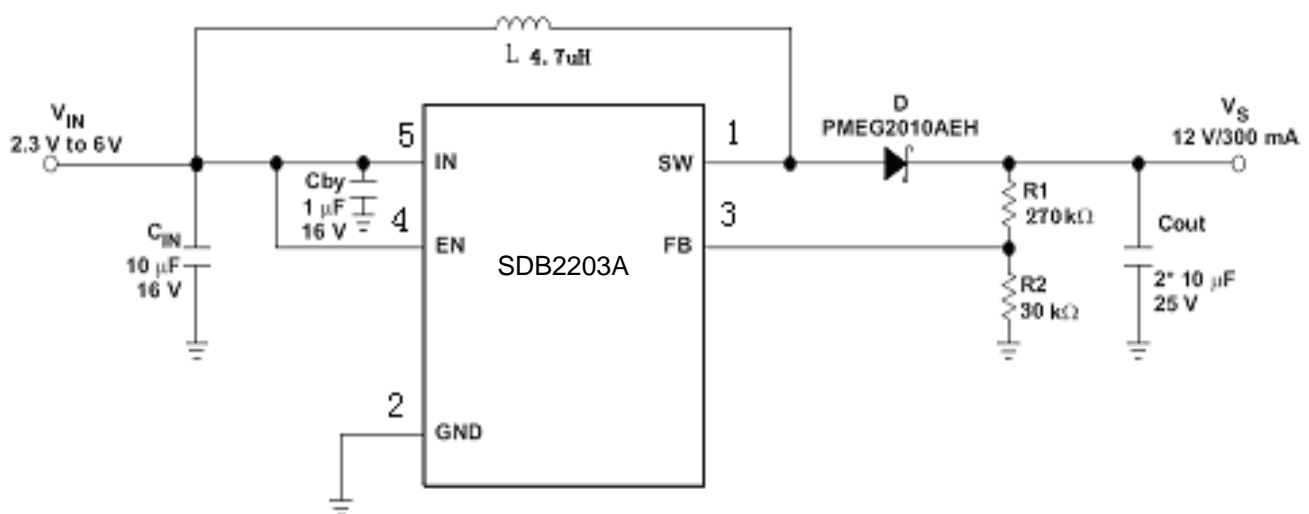 L 4.7uH
VIN
2.3 V to 6V
5
IN
Cby
1 μF
16 V
4
EN
CIN
10 μF
16 V
SDB2203A
2
GND
1
SW
3
FB
D
PMEG2010AEH
VS
12 V/300 mA
R1
270kΩ
R2
30 kΩ
Cout
2* 10 μF
25 V